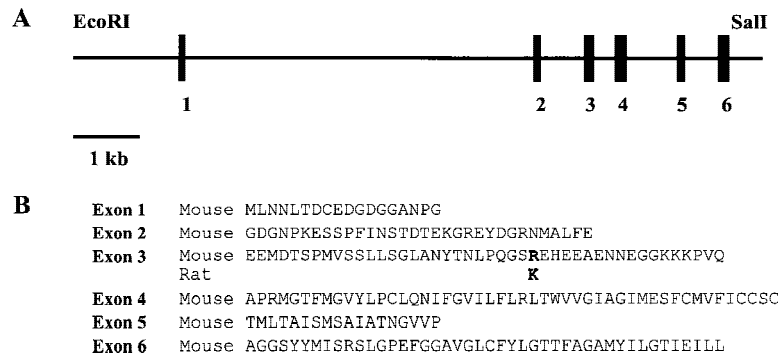 A
EcoRI
SalI
1
2
3
4
5
6
1 kb
B
Exon 1 Mouse MLNNLTDCEDGDGGANPG
Exon 2 Mouse GDGNPKESSPFINSTDTEKGREYDGRNMALFE
Exon 3 Mouse EEMDTSPMVSSLLSGLANYTNLPQGSREHEEAENNEGGKKKPVQ
Rat K
Exon 4 Mouse APRMGTFMGVYLPCLQNIFGVILFLRLTWVVGIAGIMESFCMVFICCSC
Exon 5 Mouse TMLTAISMSAIATNGVVP
Exon 6 Mouse AGGSYYMISRSLGPEFGGAVGLCFYLGTTFAGAMYILGTIEILL